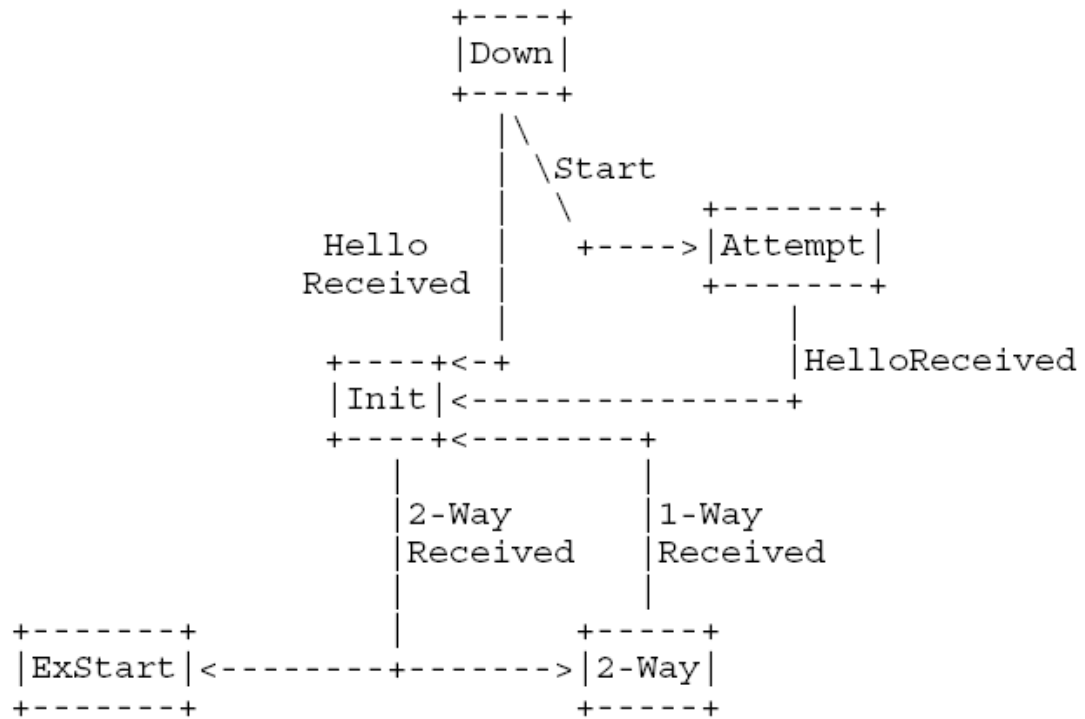 +----+
|Down|
+----+
|\
| \Start
|  \     +-------+
Hello | +---->|Attempt|
Received | +-------+
| |
+----+<-+ |HelloReceived
|Init|<---------------+
+----+<---------+
| |
|2-Way |1-Way
|Received |Received
| |
+-------+ | +-----+
|ExStart|<--------+------->|2-Way|
+-------+ +-----+